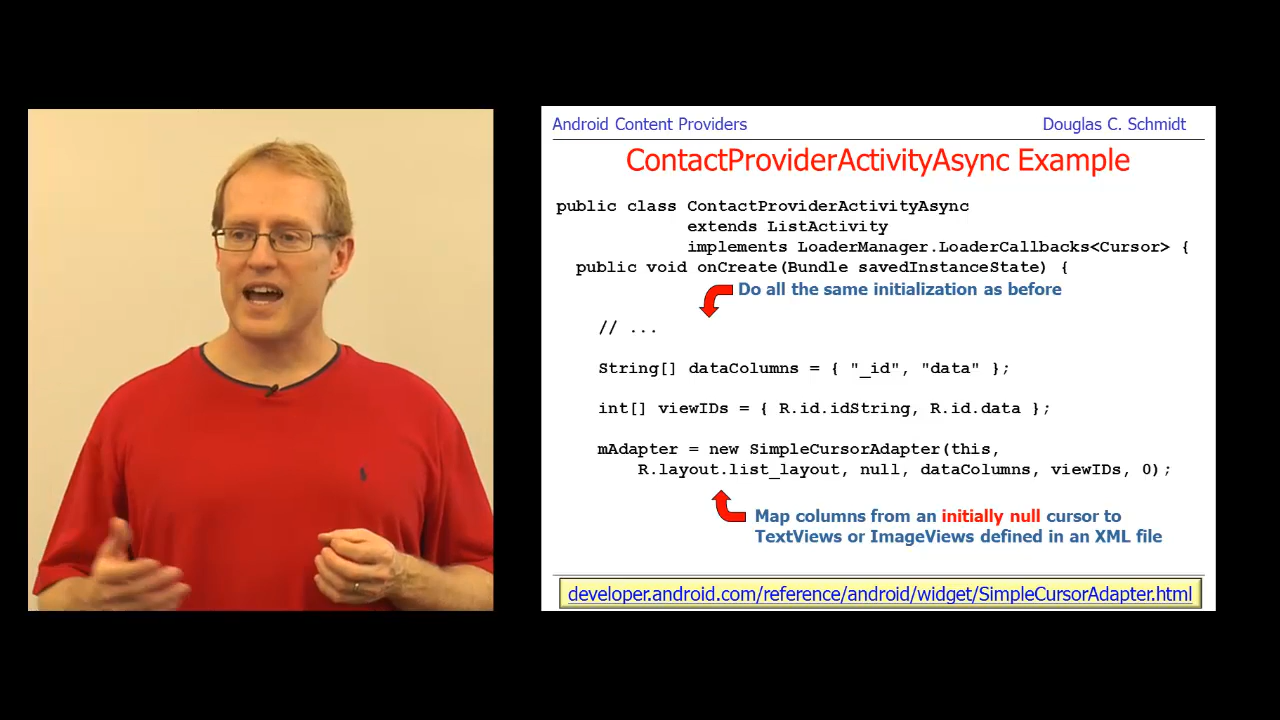 Android Content Providers
Douglas C. Schmidt
ContactProviderActivityAsync Example
public class ContactProviderActivityAsync
extends ListActivity
implements LoaderManager.LoaderCallbacks<Cursor> {
public void onCreate(Bundle savedInstanceState) {
Do all the same initialization as before
// ...
String[] dataColumns = { "_id", "data" };
int[] viewIDs = { R.id.idString, R.id.data };
mAdapter = new SimpleCursorAdapter(this,
R.layout.list_layout, null, dataColumns, viewIDs, 0);
Map columns from an initially null cursor to
TextViews or ImageViews defined in an XML file
developer.android.com/reference/android/widget/SimpleCursorAdapter.html